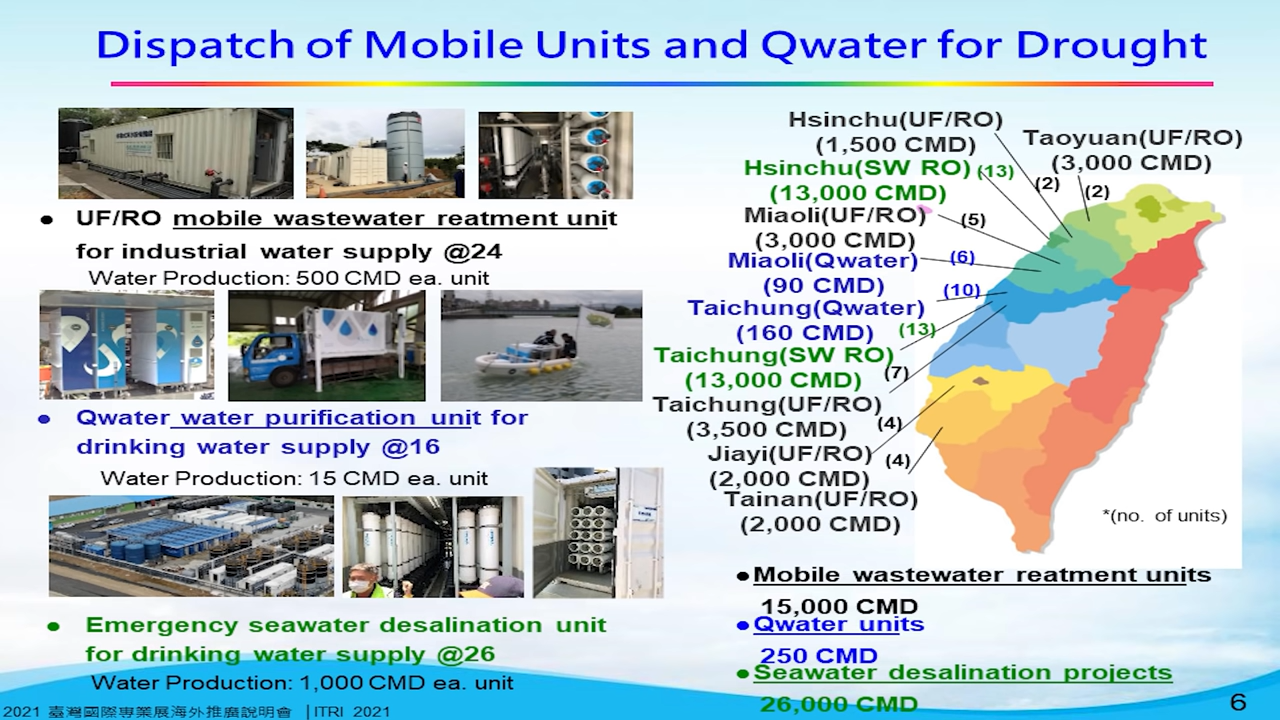 Dispatch of Mobile Units and Qwater for Drought
● UF/RO mobile wastewater reatment unit
for industrial water supply @24
Water Production: 500 CMD ea. unit
● Qwater water purification unit for
drinking water supply @16
Water Production: 15 CMD ea. unit
● Emergency seawater desalination unit
for drinking water supply @26
Water Production: 1,000 CMD ea. unit
Hsinchu(UF/RO)
(1,500 CMD)
Taoyuan(UF/RO)
(3,000 CMD)
Hsinchu(SW RO) (13)
(13,000 CMD)
(2)
(2)
Miaoli(UF/RO)
(3,000 CMD)
(5)
Miaoli(Qwater)
(90 CMD)
(6)
Taichung(Qwater)
(160 CMD)
(10)
Taichung(SW RO)
(13,000 CMD)
(13)
Taichung(UF/RO)
(3,500 CMD)
(7)
Jiayi(UF/RO)
(2,000 CMD)
(4)
Tainan(UF/RO)
(2,000 CMD)
(4)
*(no. of units)
●Mobile wastewater reatment units
15,000 CMD
●Qwater units
250 CMD
●Seawater desalination projects
26,000 CMD
2021 臺灣國際專業展海外推廣說明會 │ITRI 2021
6